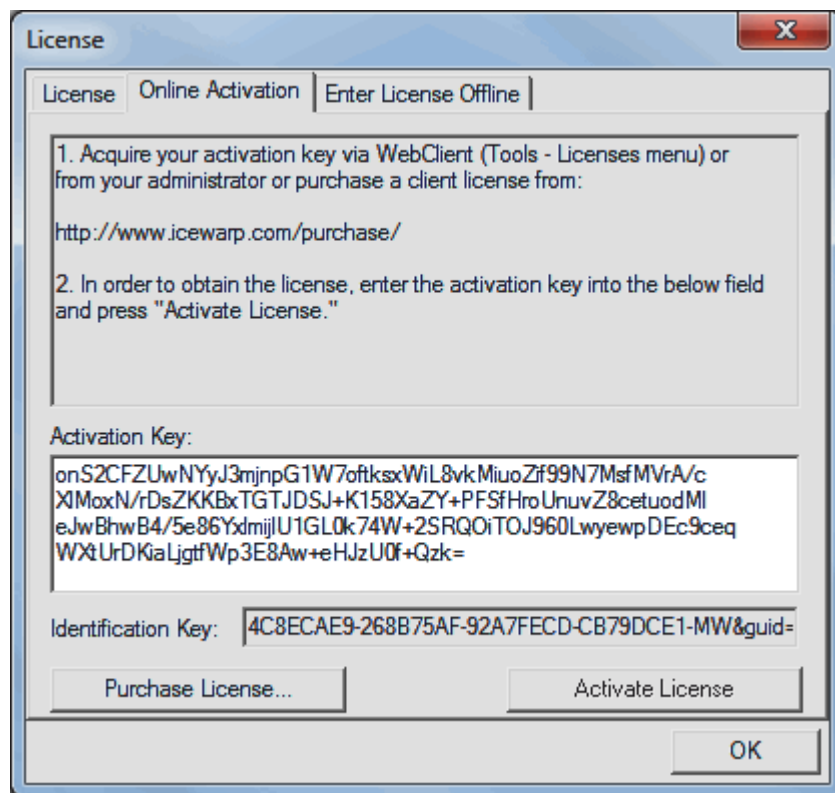 License
License Online Activation Enter License Offline
1. Acquire your activation key via WebClient (Tools - Licenses menu) or
from your administrator or purchase a client license from:
http://www.icewarp.com/purchase/
2. In order to obtain the license, enter the activation key into the below field
and press "Activate License."
Activation Key:
onS2CFZUwNYyJ3mjnpG1W7oftksxWiL8vkMiuoZif99N7MsfMVrA/c
XIMoxN/rDsZKKBxTGTJDSJ+K158XaZY+PFSfHroUnuvZ8cetuodMI
eJwBhwB4/5e86YxlmijlU1GL0k74W+2SRQOiTOJ960LwyewpDEc9ceq
WXtUrDKiaLjgtfWp3E8Aw+eHJzU0f+Qzk=
Identification Key: 4C8ECAE9-268B75AF-92A7FECD-CB79DCE1-MW&guid=
Purchase License... Activate License
OK